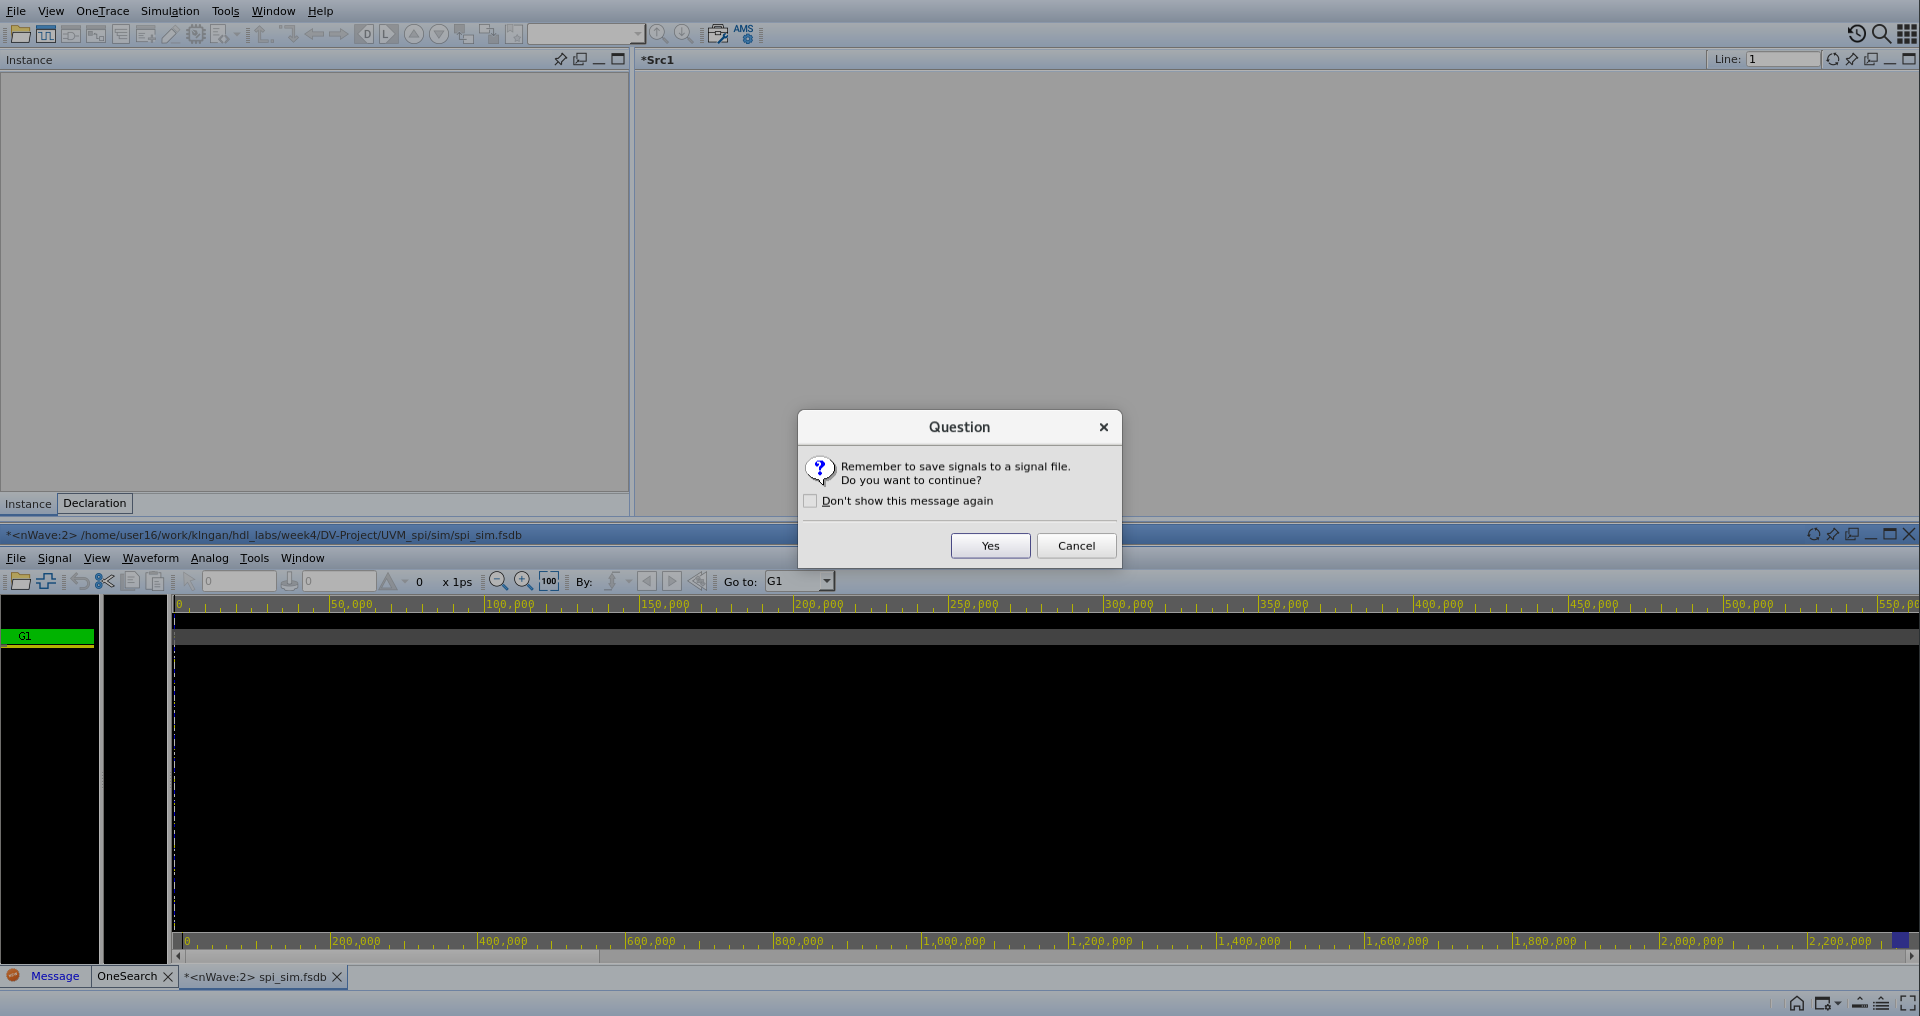 File View OneTrace Simulation Tools Window Help
D L AMS
Instance
*Src1 Line: 1
Question
Remember to save signals to a signal file.
Do you want to continue?
Don't show this message again
Yes Cancel
Instance Declaration
*<nWave:2> /home/user16/work/klngan/hdl_labs/week4/DV-Project/UVM_spi/sim/spi_sim.fsdb
File Signal View Waveform Analog Tools Window
0 0 0 x 1ps 100 By: Go to: G1
0 50,000 100,000 150,000 200,000 250,000 300,000 350,000 400,000 450,000 500,000 550,0
G1
0 200,000 400,000 600,000 800,000 1,000,000 1,200,000 1,400,000 1,600,000 1,800,000 2,000,000 2,200,000
Message OneSearch *<nWave:2> spi_sim.fsdb